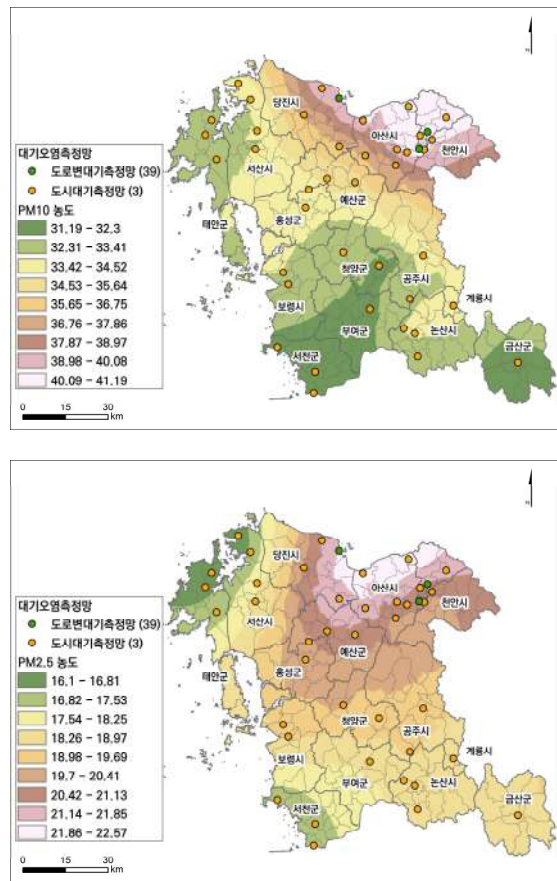 N
당진시
아산시
천안시
서산시
예산군
태안군
홍성군
청양군
공주시
계룡시
보령시
부여군
논산시
서천군
금산군
대기오염측정망
도로변대기측정망 (39)
도시대기측정망 (3)
PM10 농도
31.19 - 32.3
32.31 - 33.41
33.42 - 34.52
34.53 - 35.64
35.65 - 36.75
36.76 - 37.86
37.87 - 38.97
38.98 - 40.08
40.09 - 41.19
0 15 30
km
N
당진시
아산시
천안시
서산시
예산군
태안군
홍성군
청양군
공주시
계룡시
보령시
부여군
논산시
서천군
금산군
대기오염측정망
도로변대기측정망 (39)
도시대기측정망 (3)
PM2.5 농도
16.1 - 16.81
16.82 - 17.53
17.54 - 18.25
18.26 - 18.97
18.98 - 19.69
19.7 - 20.41
20.42 - 21.13
21.14 - 21.85
21.86 - 22.57
0 15 30
km